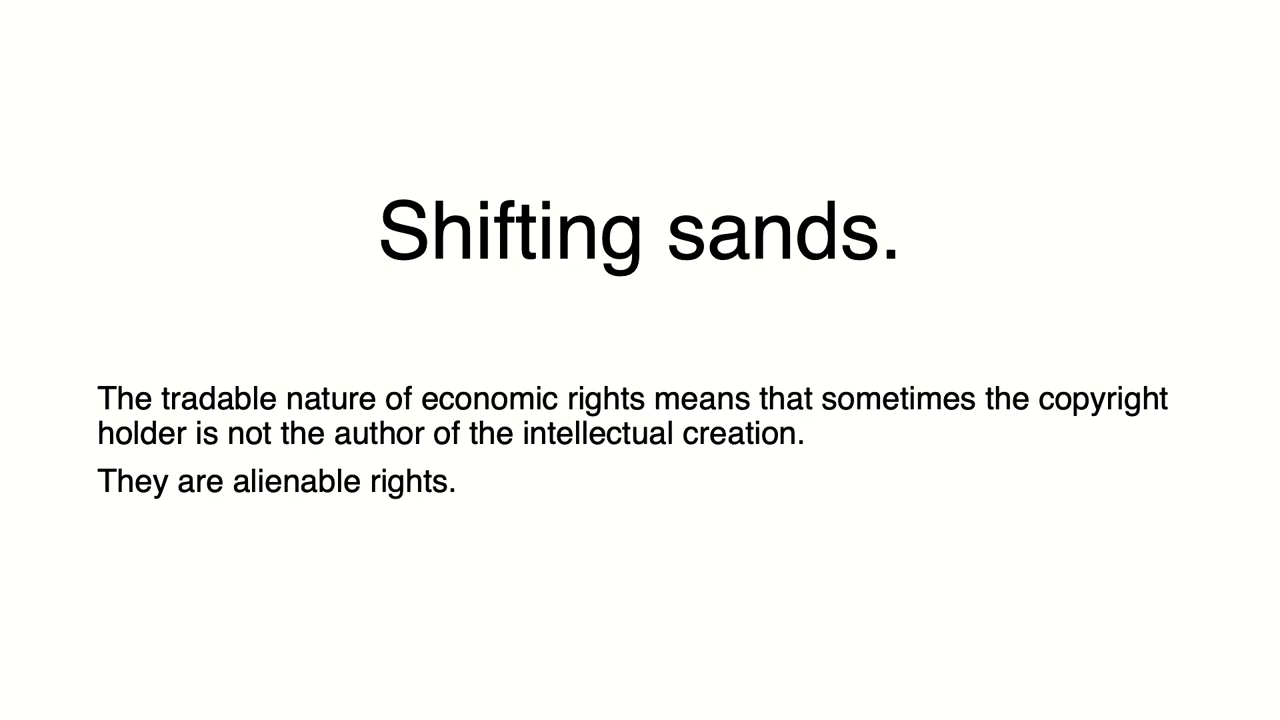 Shifting sands.
The tradable nature of economic rights means that sometimes the copyright
holder is not the author of the intellectual creation.
They are alienable rights.